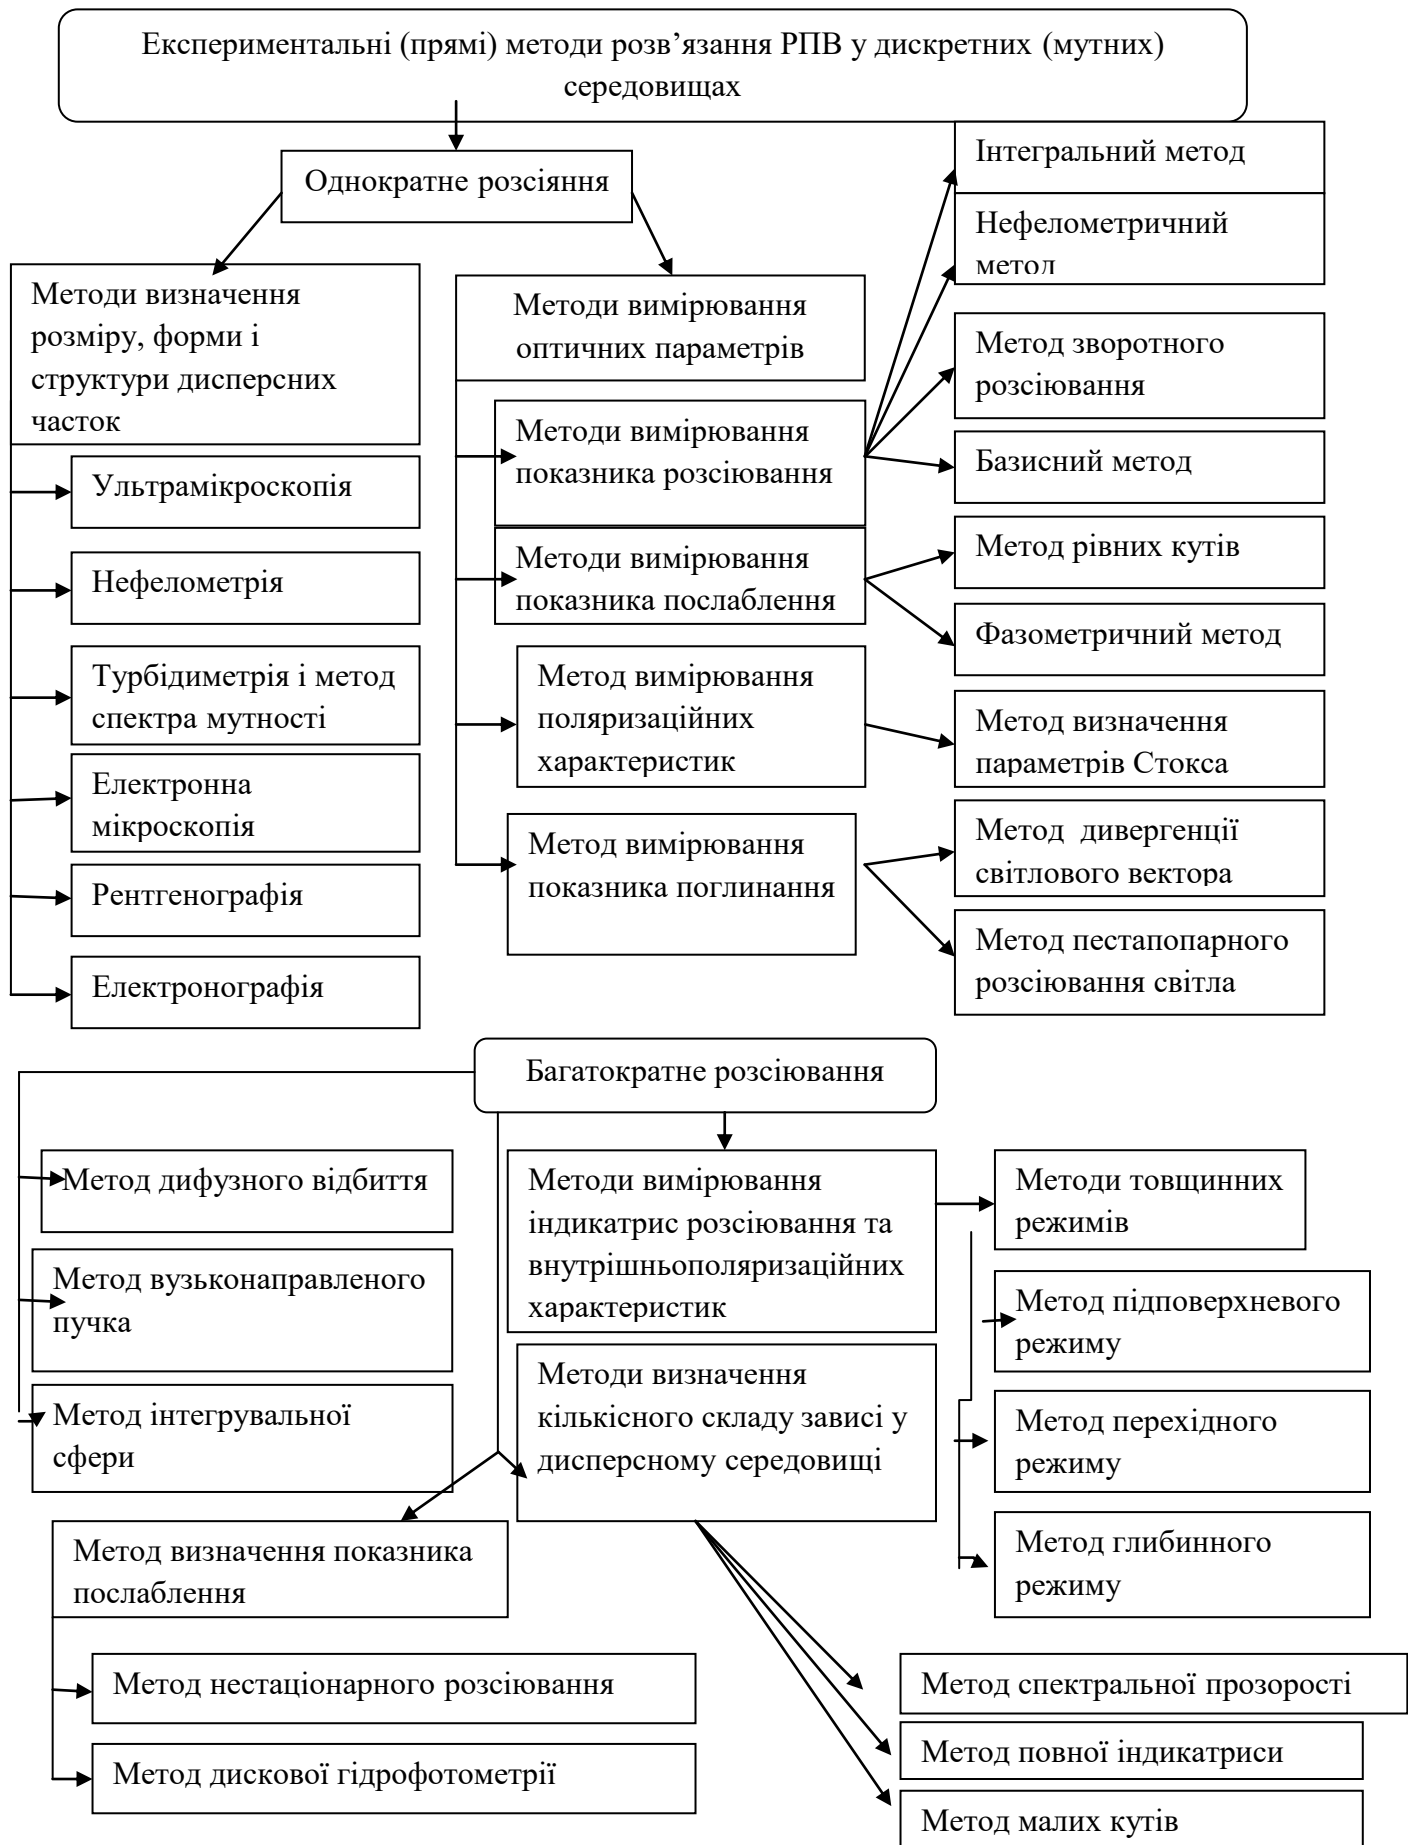 Експериментальні (прямі) методи розв’язання РПВ у дискретних (мутних)
середовищах
Однократне розсіяння
Методи визначення
розміру, форми і
структури дисперсних
часток
Ультрамікроскопія
Нефелометрія
Турбідиметрія і метод
спектра мутності
Електронна
мікроскопія
Рентгенографія
Електронографія
Методи вимірювання
оптичних параметрів
Методи вимірювання
показника розсіювання
Методи вимірювання
показника послаблення
Метод вимірювання
поляризаційних
характеристик
Метод вимірювання
показника поглинання
Інтегральний метод
Нефелометричний
метод
Метод зворотного
розсіювання
Базисний метод
Метод рівних кутів
Фазометричний метод
Метод визначення
параметрів Стокса
Метод дивергенції
світлового вектора
Метод пестапопарного
розсіювання світла
Багатократне розсіювання
Метод дифузного відбиття
Метод вузьконаправленого
пучка
Метод інтегрувальної
сфери
Методи вимірювання
індикатрис розсіювання та
внутрішньополяризаційних
характеристик
Методи визначення
кількісного складу зависі у
дисперсному середовищі
Методи товщинних
режимів
Метод підповерхневого
режиму
Метод перехідного
режиму
Метод глибинного
режиму
Метод визначення показника
послаблення
Метод нестаціонарного розсіювання
Метод дискової гідрофотометрії
Метод спектральної прозорості
Метод повної індикатриси
Метод малих кутів